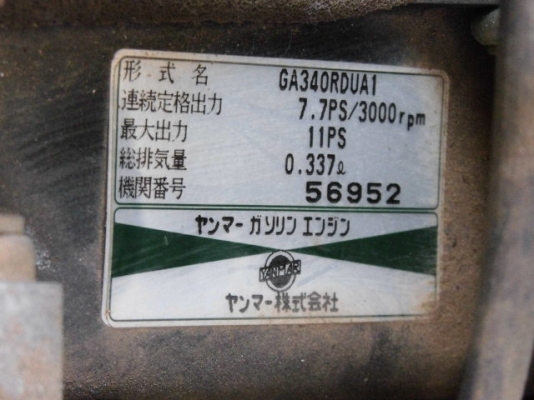 形式名 GA340RDUA1
連続定格出力 7.7PS/3000rpm
最大出力 11PS
総排気量 0.337ℓ
機関番号 56952
ヤンマーガソリンエンジン
YANMAR
ヤンマー株式会社